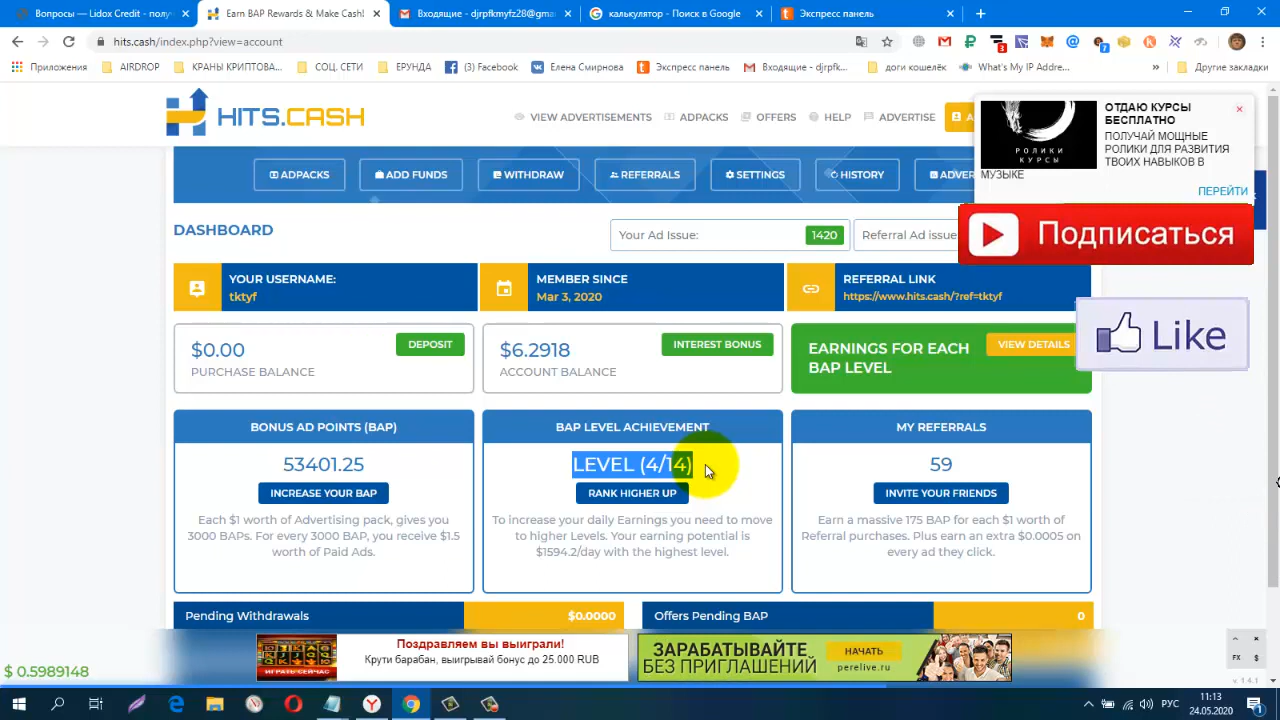 Вопросы — Lidox Credit - полу
Earn BAP Rewards & Make Cash!
Входящие - djrpfkmyfz28@gma
калькулятор - Поиск в Google
Экспресс панель
hits.cash/index.php?view=account
3
7
Приложения
AIRDROP
КРАНЫ КРИПТОВА...
СОЦ. СЕТИ
ЕРУНДА
(3) Facebook
Елена Смирнова
Экспресс панель
Входящие - djrpfk...
доги кошелёк
What's My IP Addre...
»
Другие закладки
HITS.CASH
VIEW ADVERTISEMENTS
ADPACKS
OFFERS
HELP
ADVERTISE
РОЛИКИ
КУРСЫ
ОТДАЮ КУРСЫ
БЕСПЛАТНО
ПОЛУЧАЙ МОЩНЫЕ
РОЛИКИ ДЛЯ РАЗВИТИЯ
ТВОИХ НАВЫКОВ В
МУЗЫКЕ
ПЕРЕЙТИ
ADPACKS
ADD FUNDS
WITHDRAW
REFERRALS
SETTINGS
HISTORY
ADVER
DASHBOARD
Your Ad Issue:
1420
Referral Ad issue
Подписаться
YOUR USERNAME:
tktyf
MEMBER SINCE
Mar 3, 2020
REFERRAL LINK
https://www.hits.cash/?ref=tktyf
$0.00
DEPOSIT
PURCHASE BALANCE
$6.2918
INTEREST BONUS
ACCOUNT BALANCE
EARNINGS FOR EACH
BAP LEVEL
VIEW DETAILS
Like
BONUS AD POINTS (BAP)
53401.25
INCREASE YOUR BAP
Each $1 worth of Advertising pack, gives you
3000 BAPs. For every 3000 BAP, you receive $1.5
worth of Paid Ads.
BAP LEVEL ACHIEVEMENT
LEVEL (4/14)
RANK HIGHER UP
To increase your daily Earnings you need to move
to higher Levels. Your earning potential is
$1594.2/day with the highest level.
MY REFERRALS
59
INVITE YOUR FRIENDS
Earn a massive 175 BAP for each $1 worth of
Referral purchases. Plus earn an extra $0.0005 on
every ad they click.
Pending Withdrawals
$0.0000
Offers Pending BAP
0
ИГРАТЬ СЕЙЧАС
Поздравляем вы выиграли!
Крути барабан, выигрывай бонус до 25.000 RUB
ЗАРАБАТЫВАЙТЕ
БЕЗ ПРИГЛАШЕНИЙ
НАЧАТЬ
perelive.ru
FX
$
v. 1.4.1
$ 0.5989148
РУС
11:13
24.05.2020